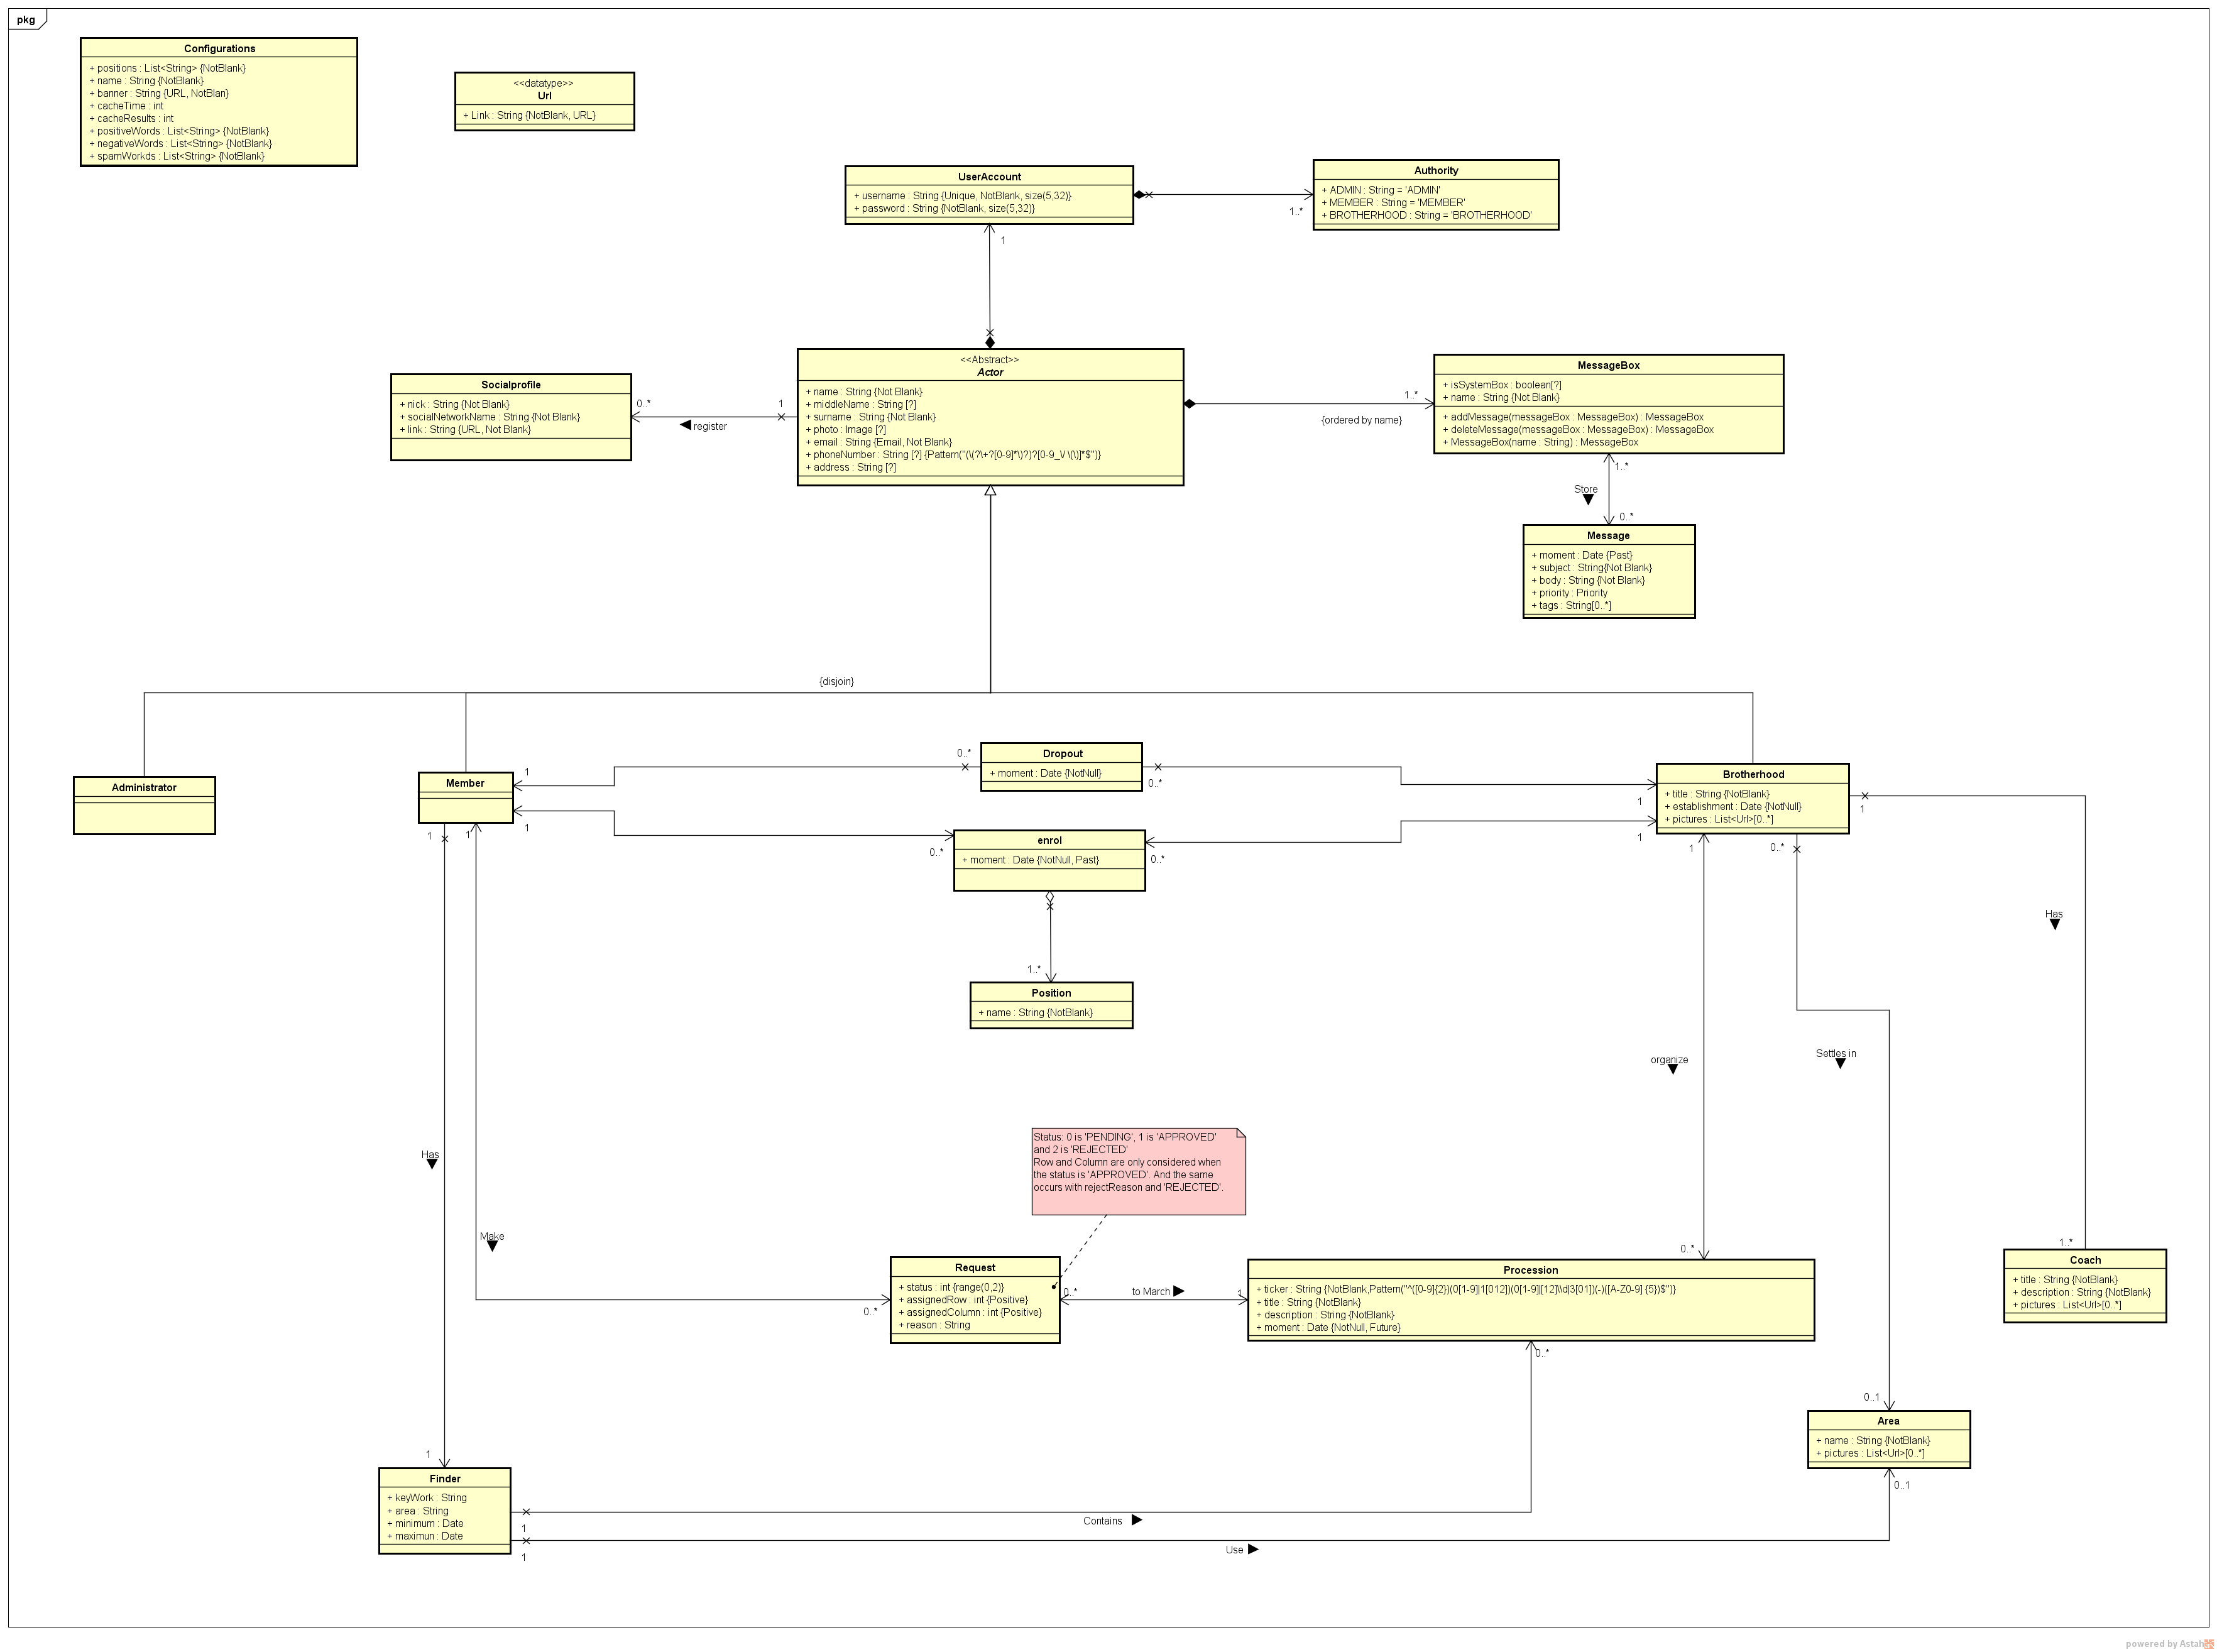 pkg
Configurations
+ positions : List<String> {NotBlank}
+ name : String {NotBlank}
+ banner : String {URL, NotBlan}
+ cacheTime : int
+ cacheResults : int
+ positiveWords : List<String> {NotBlank}
+ negativeWords : List<String> {NotBlank}
+ spamWorkds : List<String> {NotBlank}
<<datatype>>
Url
+ Link : String {NotBlank, URL}
UserAccount
+ username : String {Unique, NotBlank, size(5,32)}
+ password : String {NotBlank, size(5,32)}
1..*
Authority
+ ADMIN : String = 'ADMIN'
+ MEMBER : String = 'MEMBER'
+ BROTHERHOOD : String = 'BROTHERHOOD'
1
Socialprofile
+ nick : String {Not Blank}
+ socialNetworkName : String {Not Blank}
+ link : String {URL, Not Blank}
0..*
1
register
<<Abstract>>
Actor
+ name : String {Not Blank}
+ middleName : String [?]
+ surname : String {Not Blank}
+ photo : Image [?]
+ email : String {Email, Not Blank}
+ phoneNumber : String [?] {Pattern("(\(?\+?[0-9]*\)?)?[0-9_\/ \(\)]*$")}
+ address : String [?]
1..*
{ordered by name}
MessageBox
+ isSystemBox : boolean[?]
+ name : String {Not Blank}
+ addMessage(messageBox : MessageBox) : MessageBox
+ deleteMessage(messageBox : MessageBox) : MessageBox
+ MessageBox(name : String) : MessageBox
1..*
Store
0..*
Message
+ moment : Date {Past}
+ subject : String{Not Blank}
+ body : String {Not Blank}
+ priority : Priority
+ tags : String[0..*]
{disjoin}
Administrator
Member
1
0..*
Dropout
+ moment : Date {NotNull}
0..*
1
Brotherhood
+ title : String {NotBlank}
+ establishment : Date {NotNull}
+ pictures : List<Url>[0..*]
1
0..*
enrol
+ moment : Date {NotNull, Past}
0..*
1
1
1
1
0..*
1
1..*
Position
+ name : String {NotBlank}
Has
organize
Settles in
Status: 0 is 'PENDING', 1 is 'APPROVED'
and 2 is 'REJECTED'
Row and Column are only considered when
the status is 'APPROVED'. And the same
occurs with rejectReason and 'REJECTED'.
Has
Make
0..*
Request
+ status : int {range(0,2)}
+ assignedRow : int {Positive}
+ assignedColumn : int {Positive}
+ reason : String
0..*
to March
1
0..*
Procession
+ ticker : String {NotBlank,Pattern("^([0-9]{2})(0[1-9]|1[012])(0[1-9]|[12]\\d|3[01])(-)([A-Z0-9] {5})$")}
+ title : String {NotBlank}
+ description : String {NotBlank}
+ moment : Date {NotNull, Future}
0..*
1..*
Coach
+ title : String {NotBlank}
+ description : String {NotBlank}
+ pictures : List<Url>[0..*]
0..1
Area
+ name : String {NotBlank}
+ pictures : List<Url>[0..*]
0..1
1
Finder
+ keyWork : String
+ area : String
+ minimum : Date
+ maximun : Date
1
Contains
1
Use
powered by Astah